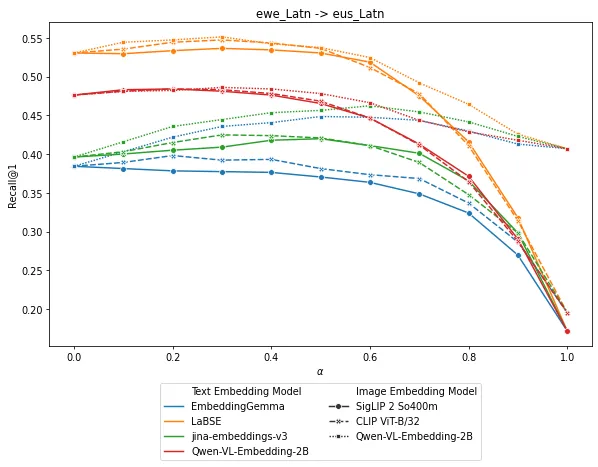 ewe_Latn -> eus_Latn
Recall@1
0.55
0.50
0.45
0.40
0.35
0.30
0.25
0.20
0.0 0.2 0.4 0.6 0.8 1.0
α
Text Embedding Model Image Embedding Model
EmbeddingGemma SigLIP 2 So400m
LaBSE CLIP ViT-B/32
jina-embeddings-v3 Qwen-VL-Embedding-2B
Qwen-VL-Embedding-2B